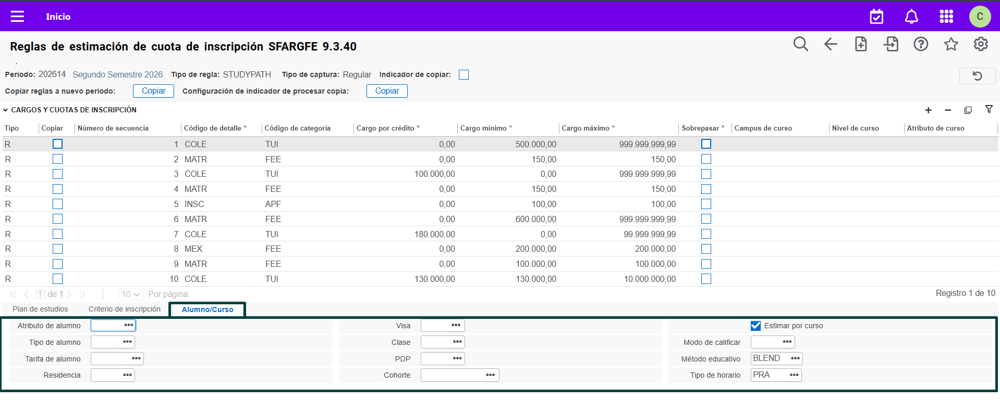 Inicio
C
Reglas de estimación de cuota de inscripción SFARGFE 9.3.40
Periodo: 202614 Segundo Semestre 2026 Tipo de regla: STUDYPATH Tipo de captura: Regular Indicador de copiar:
Copiar reglas a nuevo periodo: Copiar Configuración de indicador de procesar copia: Copiar
CARGOS Y CUOTAS DE INSCRIPCIÓN
Tipo Copiar Número de secuencia Código de detalle * Código de categoría Cargo por crédito * Cargo mínimo * Cargo máximo * Sobrepasar * Campus de curso Nivel de curso Atributo de curso
R 1 COLE TUI 0,00 500.000,00 999.999.999,99
R 2 MATR FEE 0,00 150,00 150,00
R 3 COLE TUI 100.000,00 0,00 999.999.999,99
R 4 MATR FEE 0,00 150,00 150,00
R 5 INSC APF 0,00 100,00 100,00
R 6 MATR FEE 0,00 600.000,00 999.999.999,99
R 7 COLE TUI 180.000,00 0,00 99.999.999,99
R 8 MEX FEE 0,00 200.000,00 200.000,00
R 9 MATR FEE 0,00 100.000,00 100.000,00
R 10 COLE TUI 130.000,00 130.000,00 10.000.000,00
1 de 1 10 Por página Registro 1 de 10
Plan de estudios Criterio de inscripción Alumno/Curso
Atributo de alumno Visa Estimar por curso
Tipo de alumno Clase Modo de calificar
Tarifa de alumno PDP Método educativo BLEND
Residencia Cohorte Tipo de horario PRA